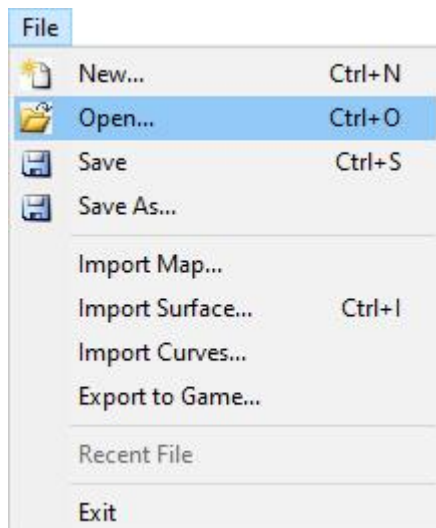 File
New... Ctrl+N
Open... Ctrl+O
Save Ctrl+S
Save As...
Import Map...
Import Surface... Ctrl+I
Import Curves...
Export to Game...
Recent File
Exit